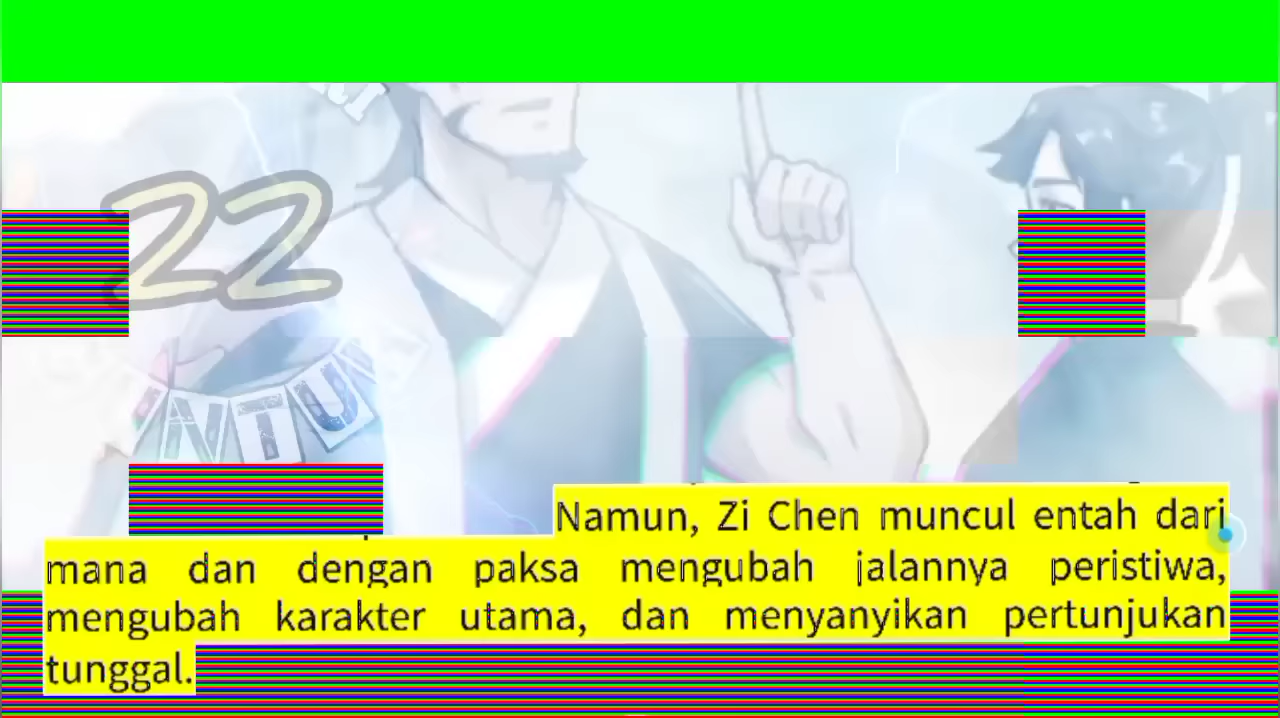 22
NTU
Namun, Zi Chen muncul entah dari
mana dan dengan paksa mengubah jalannya peristiwa,
mengubah karakter utama, dan menyanyikan pertunjukan
tunggal.